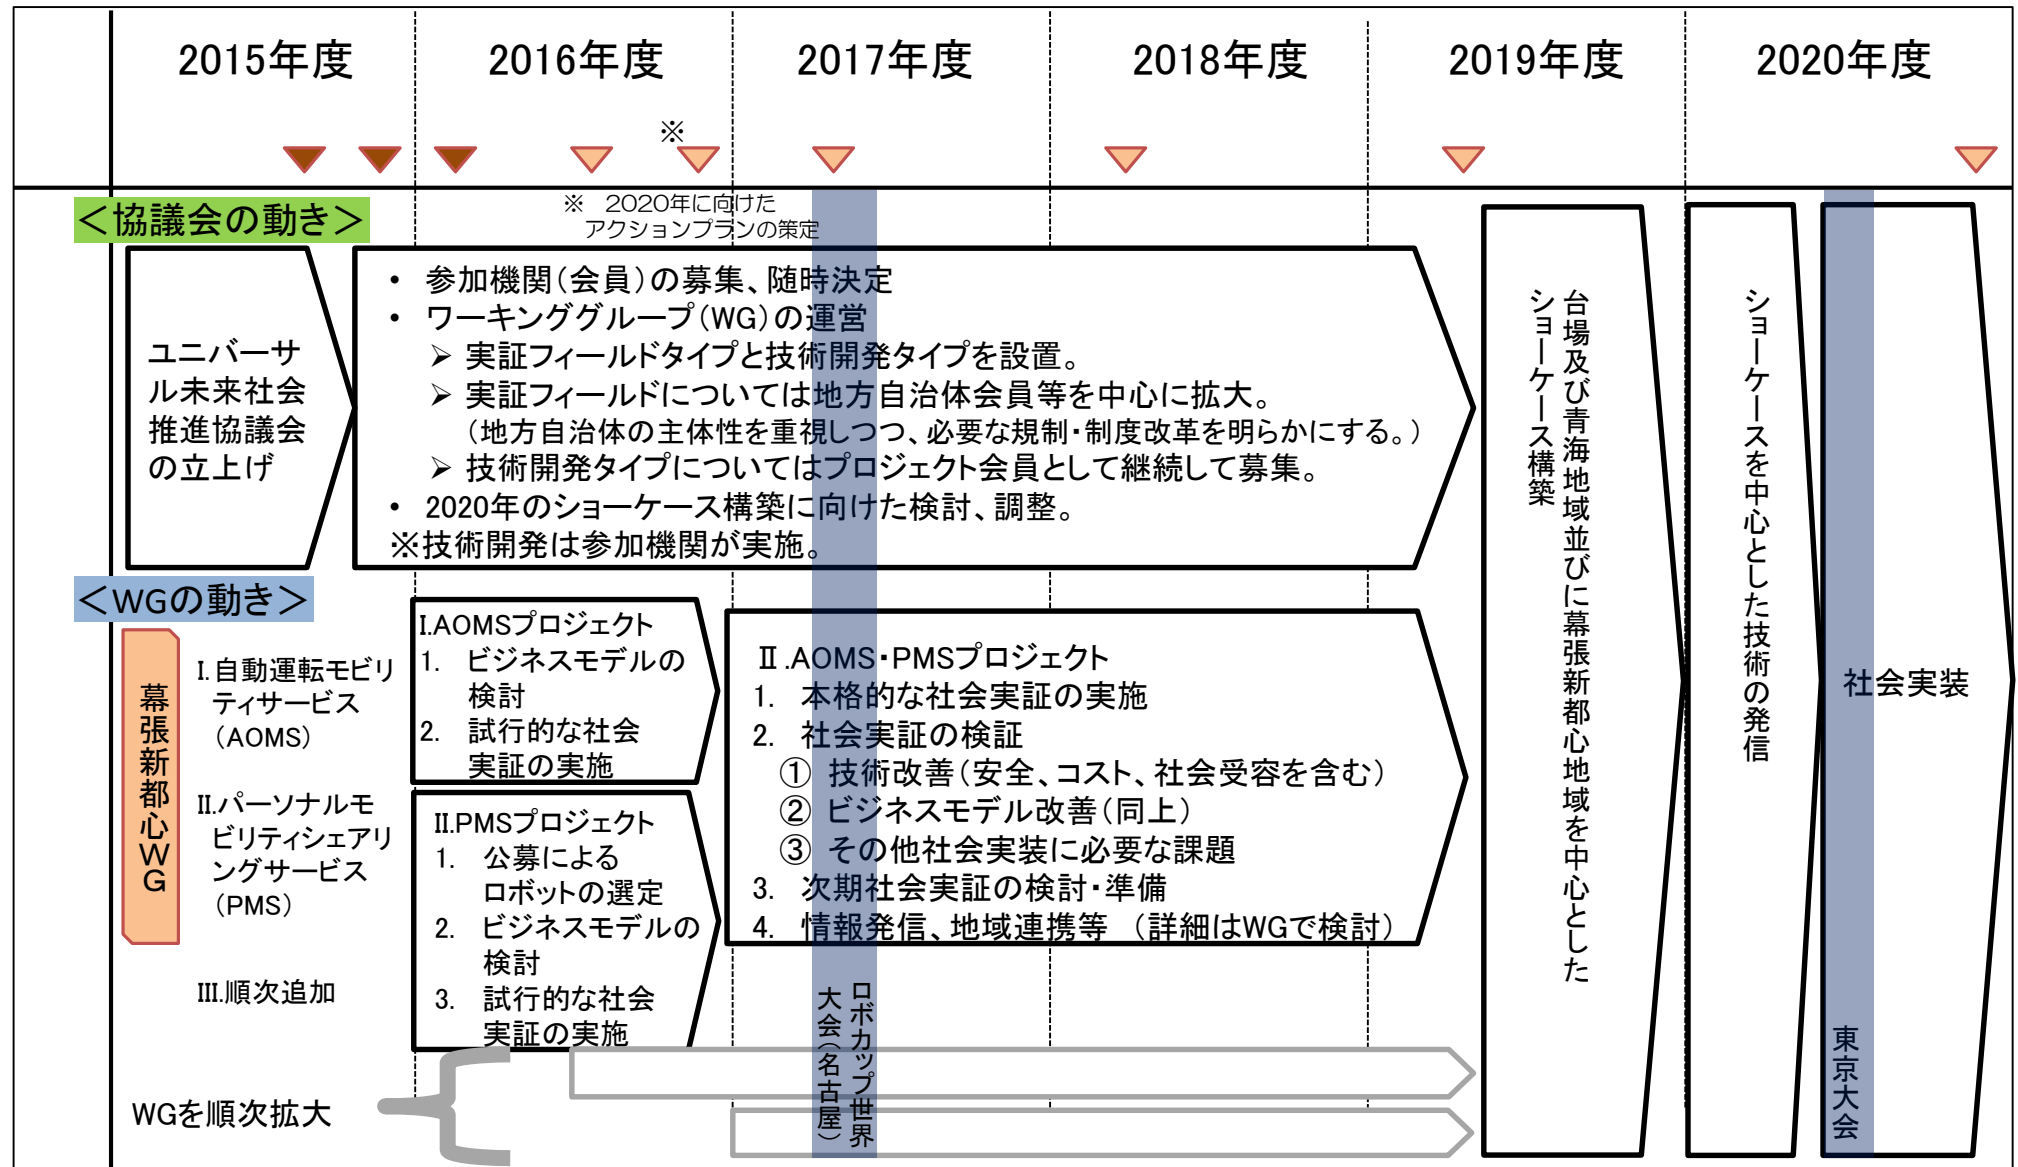 2015年度
2016年度
2017年度
2018年度
2019年度
2020年度
※
※　2020年に向けた
アクションプランの策定
＜協議会の動き＞
ユニバーサ
ル未来社会
推進協議会
の立上げ
• 参加機関（会員）の募集、随時決定
• ワーキンググループ（WG）の運営
➢ 実証フィールドタイプと技術開発タイプを設置。
➢ 実証フィールドについては地方自治体会員等を中心に拡大。
（地方自治体の主体性を重視しつつ、必要な規制・制度改革を明らかにする。）
➢ 技術開発タイプについてはプロジェクト会員として継続して募集。
• 2020年のショーケース構築に向けた検討、調整。
※技術開発は参加機関が実施。
台場及び青海地域並びに幕張新都心地域を中心とした
ショーケース構築
ショーケースを中心とした技術の発信
社会実装
＜WGの動き＞
幕張新都心WG
I.自動運転モビリ
ティサービス
（AOMS）
II.パーソナルモ
ビリティシェアリ
ングサービス
（PMS）
III.順次追加
I.AOMSプロジェクト
1. ビジネスモデルの
検討
2. 試行的な社会
実証の実施
II.PMSプロジェクト
1. 公募による
ロボットの選定
2. ビジネスモデルの
検討
3. 試行的な社会
実証の実施
Ⅱ.AOMS・PMSプロジェクト
1. 本格的な社会実証の実施
2. 社会実証の検証
① 技術改善（安全、コスト、社会受容を含む）
② ビジネスモデル改善（同上）
③ その他社会実装に必要な課題
3. 次期社会実証の検討・準備
4. 情報発信、地域連携等　（詳細はWGで検討）
ロボカップ世界
大会（名古屋）
東京大会
WGを順次拡大